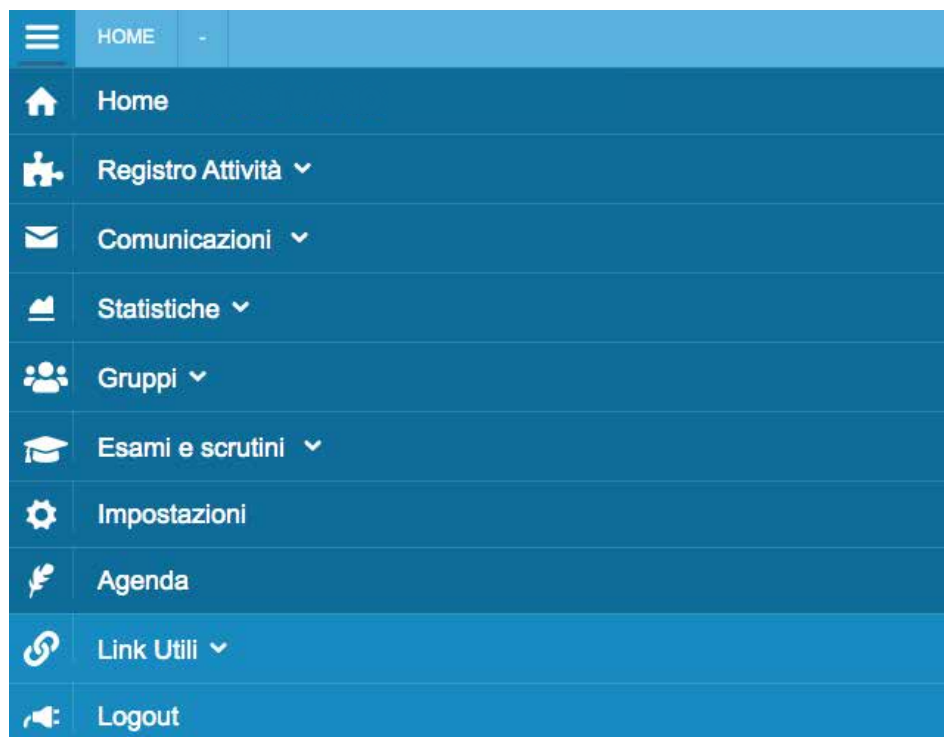 HOME -
Home
Registro Attività
Comunicazioni
Statistiche
Gruppi
Esami e scrutini
Impostazioni
Agenda
Link Utili
Logout